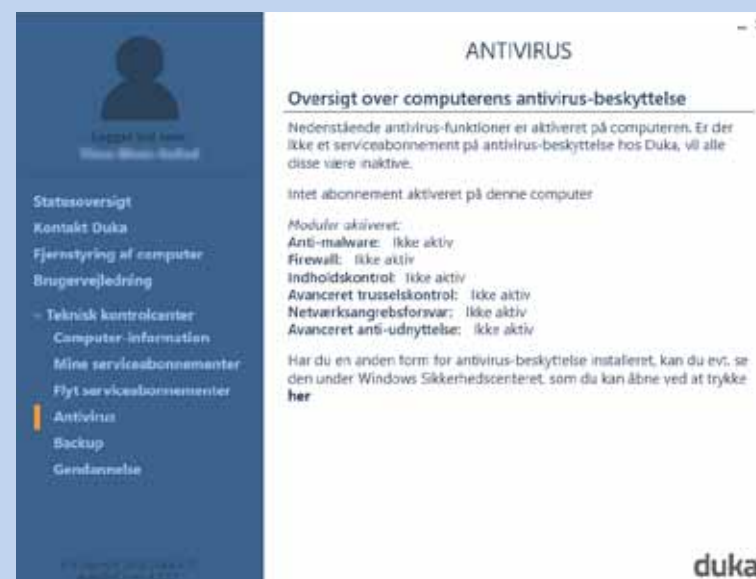 ANTIVIRUS
Oversigt over computerens antivirus-beskyttelse
Nedenstående antivirus-funktioner er aktiveret på computeren. Er der
ikke et serviceabonnement på antivirus-beskyttelse hos Duka, vil alle
disse være inaktive.
Intet abonnement aktiveret på denne computer
Moduler aktiveret:
Anti-malware: Ikke aktiv
Firewall: Ikke aktiv
Indholdskontrol: Ikke aktiv
Avanceret trusselskontrol: Ikke aktiv
Netværksangrebsforsvar: Ikke aktiv
Avanceret anti-udnyttelse: Ikke aktiv
Har du en anden form for antivirus-beskyttelse installeret, kan du evt. se
den under Windows Sikkerhedscenteret, som du kan åbne ved at trykke
her
Statusoversigt
Kontakt Duka
Fjernstyring af computer
Brugervejledning
Teknisk kontrolcenter
Computer-information
Mine serviceabonnementer
Flyt serviceabonnementer
Antivirus
Backup
Gendannelse
duka